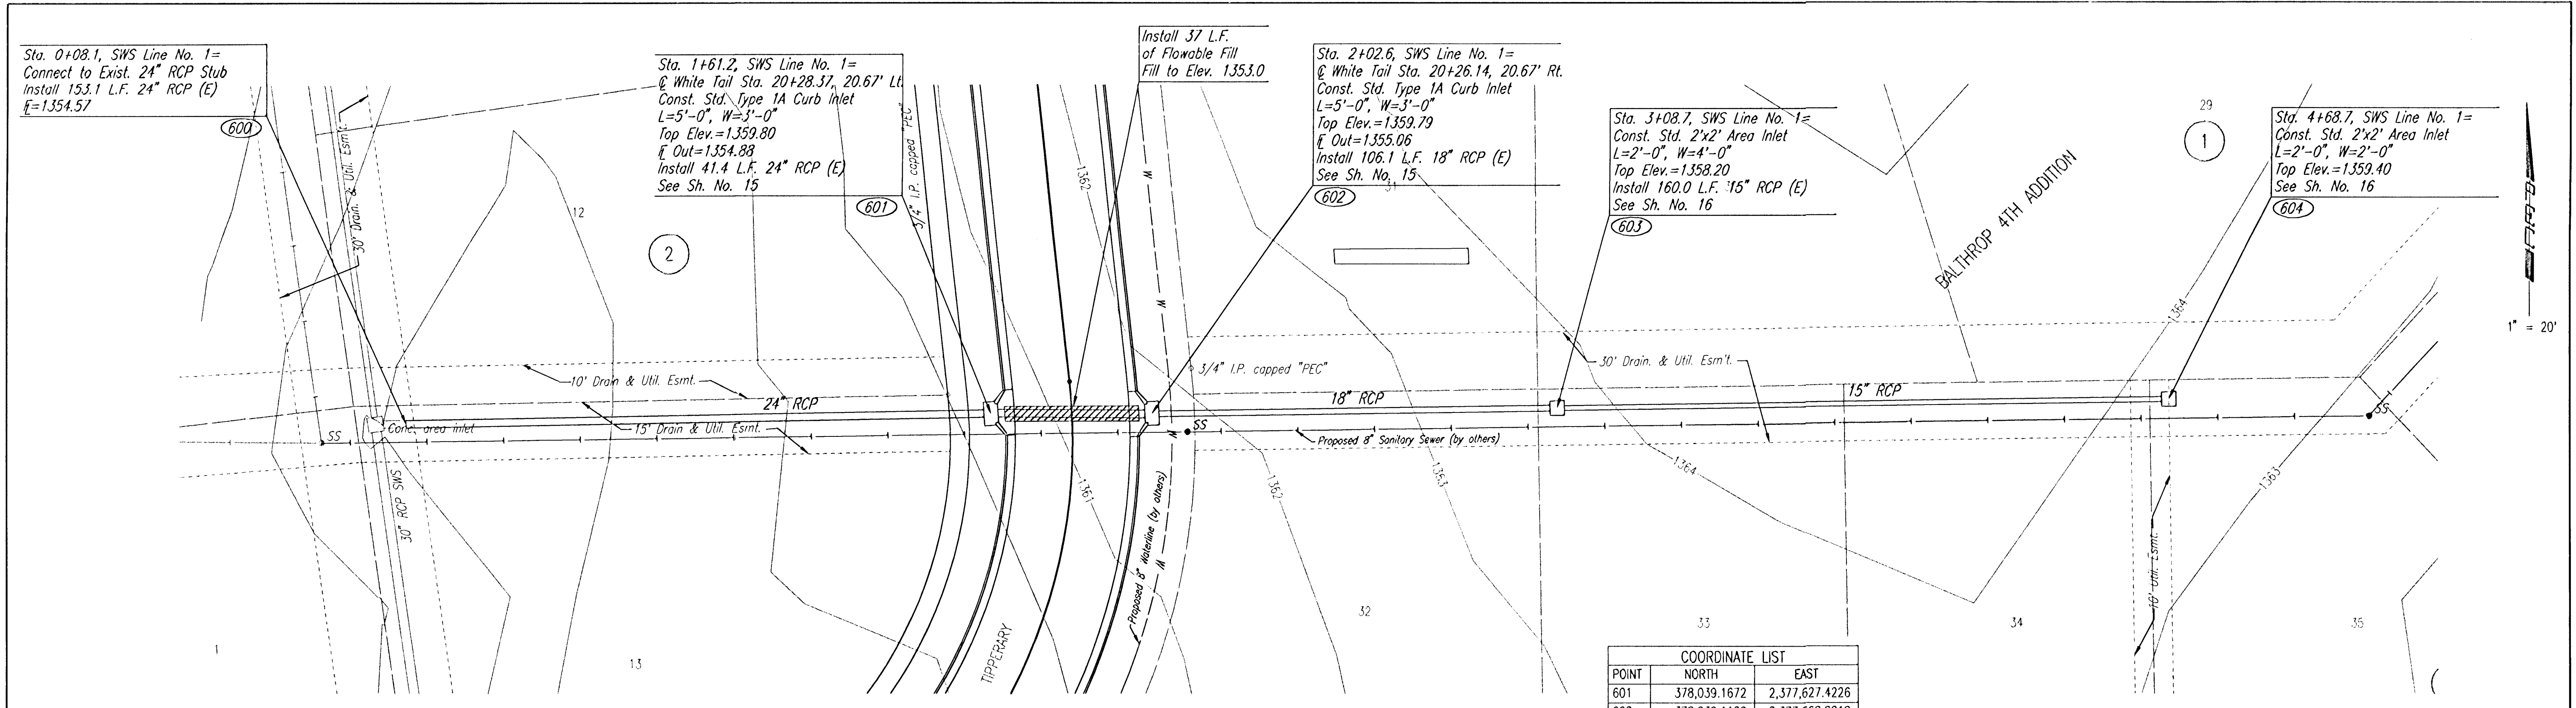 Sta. 0+08.1, SWS Line No. 1=
Connect to Exist. 24" RCP Stub
Install 153.1 L.F. 24" RCP (E)
℄=1354.57
600
Sta. 1+61.2, SWS Line No. 1=
℄ White Tail Sta. 20+28.37, 20.67' Lt.
Const. Std. Type 1A Curb Inlet
L=5'-0", W=3'-0"
Top Elev.=1359.80
℄ Out=1354.88
Install 41.4 L.F. 24" RCP (E)
See Sh. No. 15
601
Install 37 L.F.
of Flowable Fill
Fill to Elev. 1353.0
Sta. 2+02.6, SWS Line No. 1=
℄ White Tail Sta. 20+26.14, 20.67' Rt.
Const. Std. Type 1A Curb Inlet
L=5'-0", W=3'-0"
Top Elev.=1359.79
℄ Out=1355.06
Install 106.1 L.F. 18" RCP (E)
See Sh. No. 15
602
Sta. 3+08.7, SWS Line No. 1=
Const. Std. 2'x2' Area Inlet
L=2'-0", W=4'-0"
Top Elev.=1358.20
Install 160.0 L.F. 15" RCP (E)
See Sh. No. 16
603
Sta. 4+68.7, SWS Line No. 1=
Const. Std. 2'x2' Area Inlet
L=2'-0", W=2'-0"
Top Elev.=1359.40
See Sh. No. 16
604
29
1
1" = 20'
BALTHROP 4TH ADDITION
30' Drain. & Util. Esm't.
12
2
3/4" I.P. capped "PEC"
1362
W
31
1364
10' Drain & Util. Esmt.
24" RCP
15' Drain & Util. Esmt.
Conc. area inlet
SS
30" RCP SWS
3/4" I.P. capped "PEC"
18" RCP
30' Drain. & Util. Esm't.
15" RCP
SS
Proposed 8" Sanitary Sewer (by others)
SS
1361
1362
1363
1364
1363
Proposed 8" Waterline (by others)
W
10' Util. Esmt.
TIPPERARY
1
13
32
33
34
35
COORDINATE LIST
POINT NORTH EAST
601 378,039.1672 2,377,627.4226